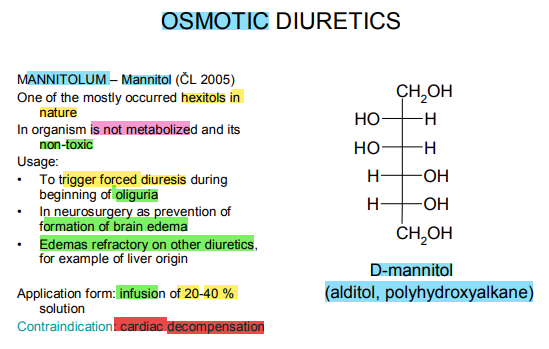 OSMOTIC DIURETICS
MANNITOLUM – Mannitol (ČL 2005)
One of the mostly occurred hexitols in
nature
In organism is not metabolized and its
non-toxic
Usage:
• To trigger forced diuresis during
beginning of oliguria
• In neurosurgery as prevention of
formation of brain edema
• Edemas refractory on other diuretics,
for example of liver origin
Application form: infusion of 20-40 %
solution
Contraindication: cardiac decompensation
CH2OH
HO H
HO H
H OH
H OH
CH2OH
D-mannitol
(alditol, polyhydroxyalkane)